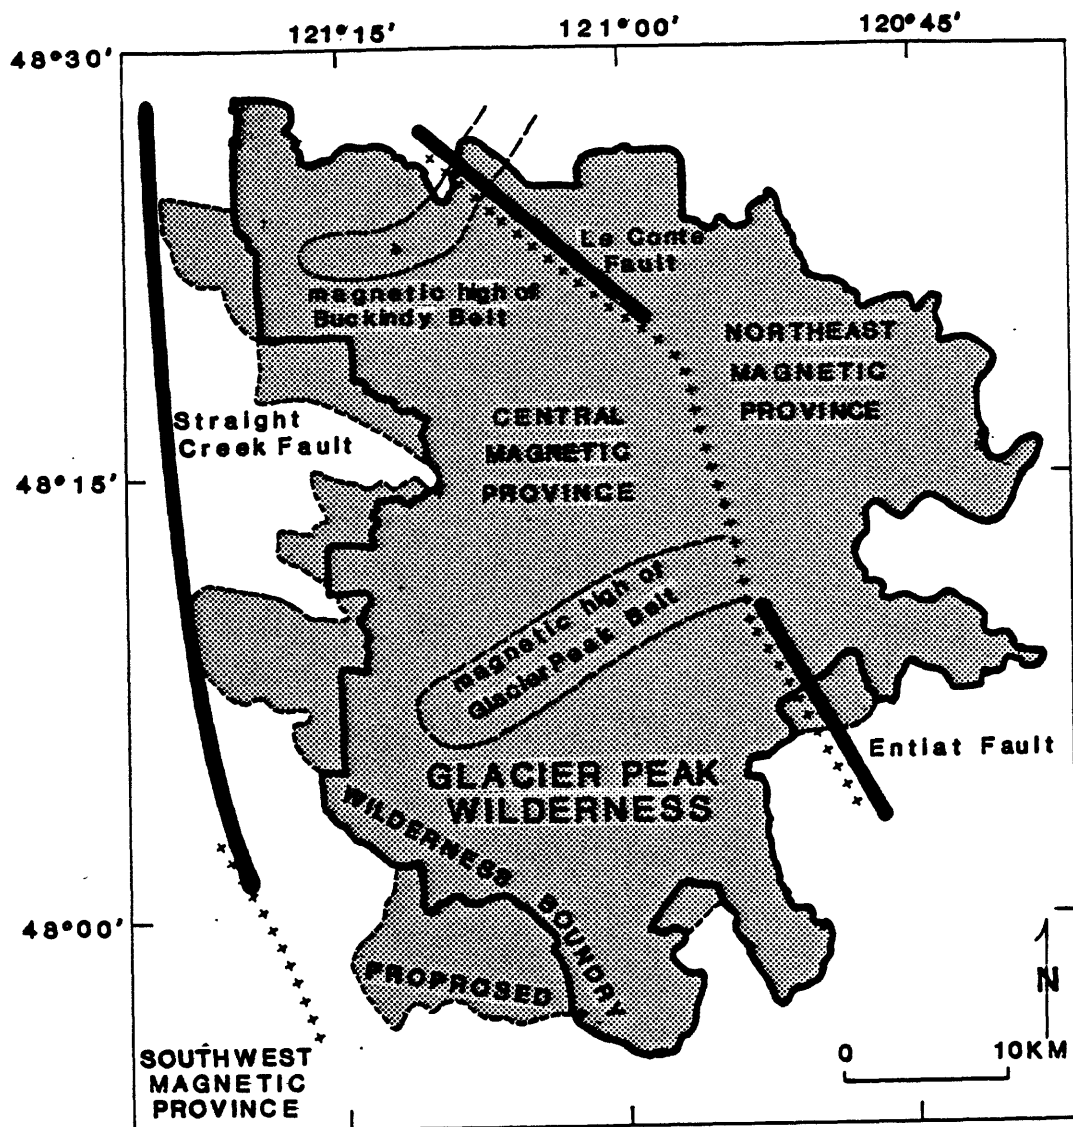 121°15' 121°00' 120°45'
48°30'
Le Conte
Fault
magnetic high of
Buckindy Belt
NORTHEAST
MAGNETIC
PROVINCE
Straight
Creek Fault
CENTRAL
MAGNETIC
PROVINCE
48°15'
magnetic high of
Glacier Peak Belt
Entiat Fault
GLACIER PEAK
WILDERNESS
WILDERNESS BOUNDRY
48°00'
PROPROSED
N
0 10KM
SOUTHWEST
MAGNETIC
PROVINCE